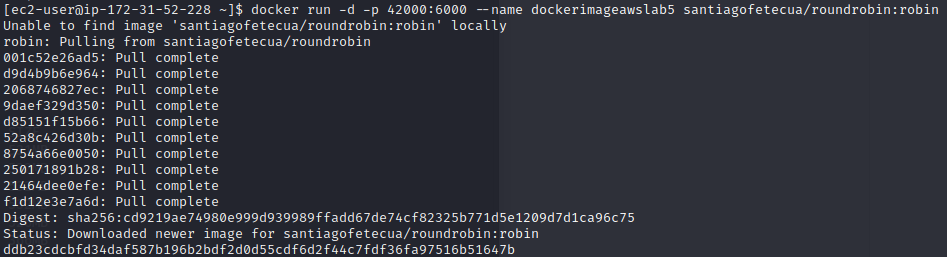 [ec2-user@ip-172-31-52-228 ~]$ docker run -d -p 42000:6000 --name dockerimageawslab5 santiagofetecua/roundrobin:robin
Unable to find image 'santiagofetecua/roundrobin:robin' locally
robin: Pulling from santiagofetecua/roundrobin
001c52e26ad5: Pull complete
d9d4b9b6e964: Pull complete
2068746827ec: Pull complete
9daef329d350: Pull complete
d85151f15b66: Pull complete
52a8c426d30b: Pull complete
8754a66e0050: Pull complete
250171891b28: Pull complete
21464dee0efe: Pull complete
f1d12e3e7a6d: Pull complete
Digest: sha256:cd9219ae74980e999d939989ffadd67de74cf82325b771d5e1209d7d1ca96c75
Status: Downloaded newer image for santiagofetecua/roundrobin:robin
ddb23cdcbfd34daf587b196b2bdf2d0d55cdf6d2f44c7fdf36fa97516b51647b